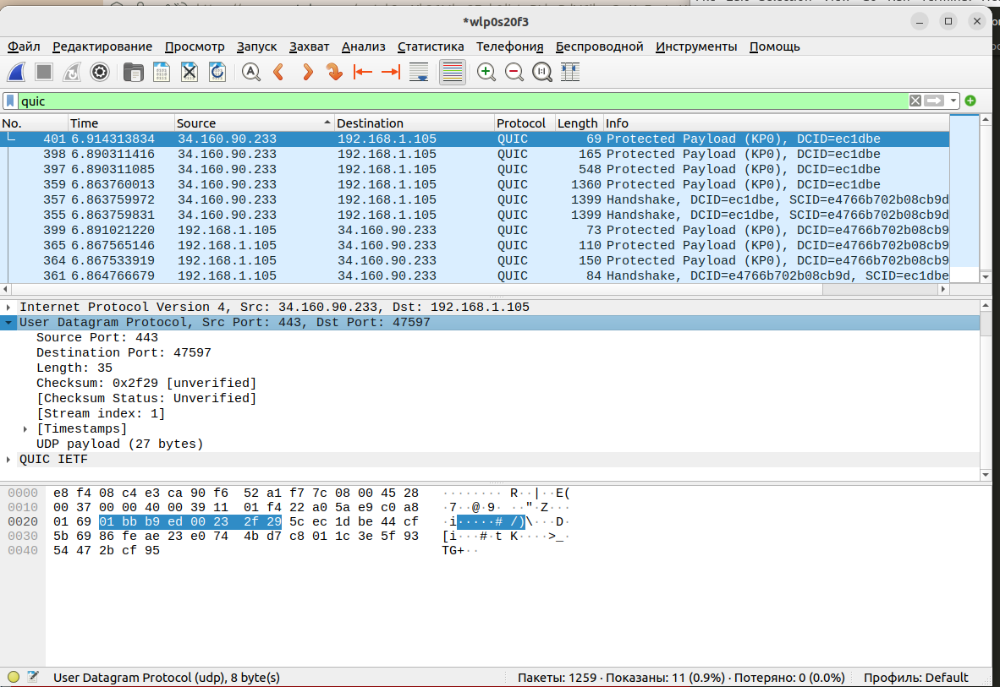 *wlp0s20f3
Файл Редактирование Просмотр Запуск Захват Анализ Статистика Телефония Беспроводной Инструменты Помощь
quic
No. Time Source Destination Protocol Length Info
401 6.914313834 34.160.90.233 192.168.1.105 QUIC 69 Protected Payload (KP0), DCID=ec1dbe
398 6.890311416 34.160.90.233 192.168.1.105 QUIC 165 Protected Payload (KP0), DCID=ec1dbe
397 6.890311085 34.160.90.233 192.168.1.105 QUIC 548 Protected Payload (KP0), DCID=ec1dbe
359 6.863760013 34.160.90.233 192.168.1.105 QUIC 1360 Protected Payload (KP0), DCID=ec1dbe
357 6.863759972 34.160.90.233 192.168.1.105 QUIC 1399 Handshake, DCID=ec1dbe, SCID=e4766b702b08cb9d
355 6.863759831 34.160.90.233 192.168.1.105 QUIC 1399 Handshake, DCID=ec1dbe, SCID=e4766b702b08cb9d
399 6.891021220 192.168.1.105 34.160.90.233 QUIC 73 Protected Payload (KP0), DCID=e4766b702b08cb9
365 6.867565146 192.168.1.105 34.160.90.233 QUIC 110 Protected Payload (KP0), DCID=e4766b702b08cb9
364 6.867533919 192.168.1.105 34.160.90.233 QUIC 150 Protected Payload (KP0), DCID=e4766b702b08cb9
361 6.864766679 192.168.1.105 34.160.90.233 QUIC 84 Handshake, DCID=e4766b702b08cb9d, SCID=ec1dbe
Internet Protocol Version 4, Src: 34.160.90.233, Dst: 192.168.1.105
User Datagram Protocol, Src Port: 443, Dst Port: 47597
Source Port: 443
Destination Port: 47597
Length: 35
Checksum: 0x2f29 [unverified]
[Checksum Status: Unverified]
[Stream index: 1]
[Timestamps]
UDP payload (27 bytes)
QUIC IETF
0000 e8 f4 08 c4 e3 ca 90 f6 52 a1 f7 7c 08 00 45 28 ········ R··|··E(
0010 00 37 00 00 40 00 39 11 01 f4 22 a0 5a e9 c0 a8 ·7··@·9· ··"·Z···
0020 01 69 01 bb b9 ed 00 23 2f 29 5c ec 1d be 44 cf ·i·····# /)\···D·
0030 5b 69 86 fe ae 23 e0 74 4b d7 c8 01 1c 3e 5f 93 [i···#·t K····>_·
0040 54 47 2b cf 95 TG+··
User Datagram Protocol (udp), 8 byte(s) Пакеты: 1259 · Показаны: 11 (0.9%) · Потеряно: 0 (0.0%) Профиль: Default